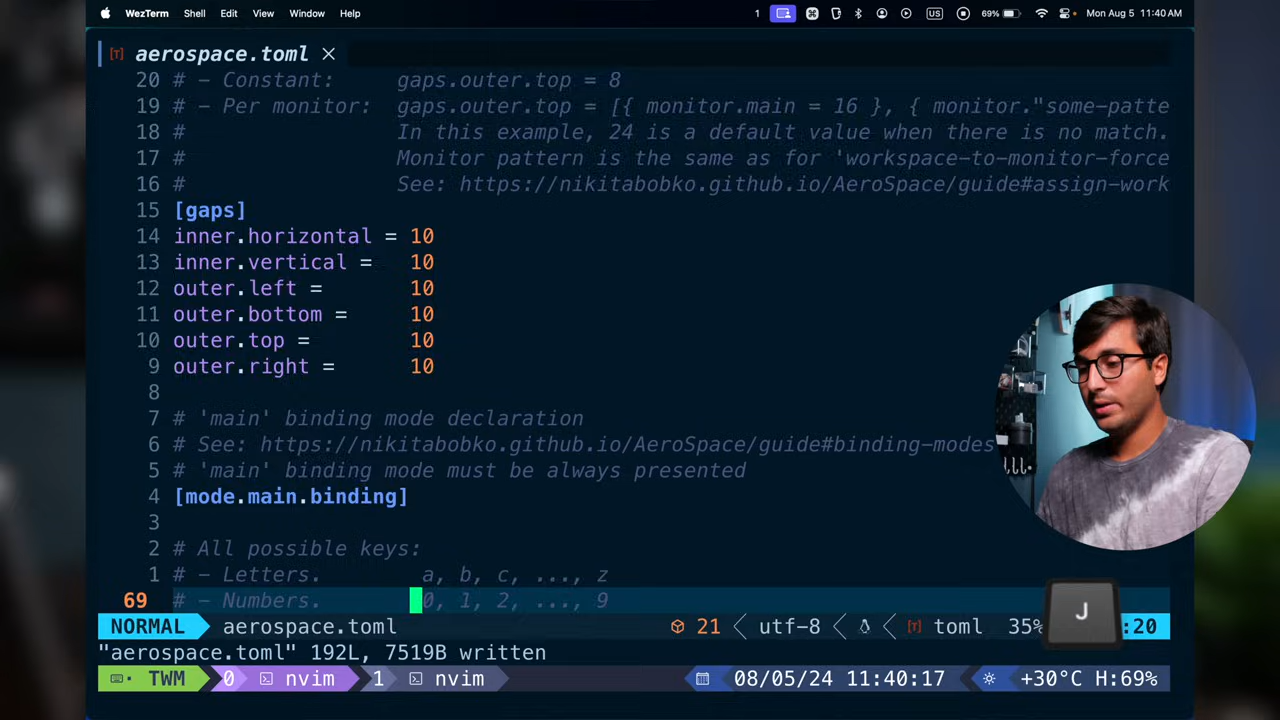 WezTerm Shell Edit View Window Help 1 US 69% Mon Aug 5 11:40 AM
[T] aerospace.toml ×
20 # - Constant: gaps.outer.top = 8
19 # - Per monitor: gaps.outer.top = [{ monitor.main = 16 }, { monitor."some-patte
18 # In this example, 24 is a default value when there is no match.
17 # Monitor pattern is the same as for 'workspace-to-monitor-force
16 # See: https://nikitabobko.github.io/AeroSpace/guide#assign-work
15 [gaps]
14 inner.horizontal = 10
13 inner.vertical = 10
12 outer.left = 10
11 outer.bottom = 10
10 outer.top = 10
9 outer.right = 10
8
7 # 'main' binding mode declaration
6 # See: https://nikitabobko.github.io/AeroSpace/guide#binding-modes
5 # 'main' binding mode must be always presented
4 [mode.main.binding]
3
2 # All possible keys:
1 # - Letters. a, b, c, ..., z
69 # - Numbers. 0, 1, 2, ..., 9
J
NORMAL aerospace.toml 21 utf-8 [T] toml 35% :20
"aerospace.toml" 192L, 7519B written
TWM 0 nvim 1 nvim 08/05/24 11:40:17 +30°C H:69%